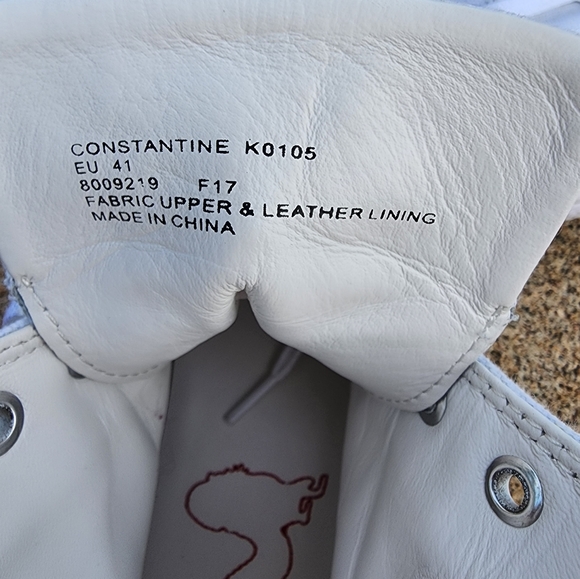 CONSTANTINE K0105
EU 41
8009219 F17
FABRIC UPPER & LEATHER LINING
MADE IN CHINA